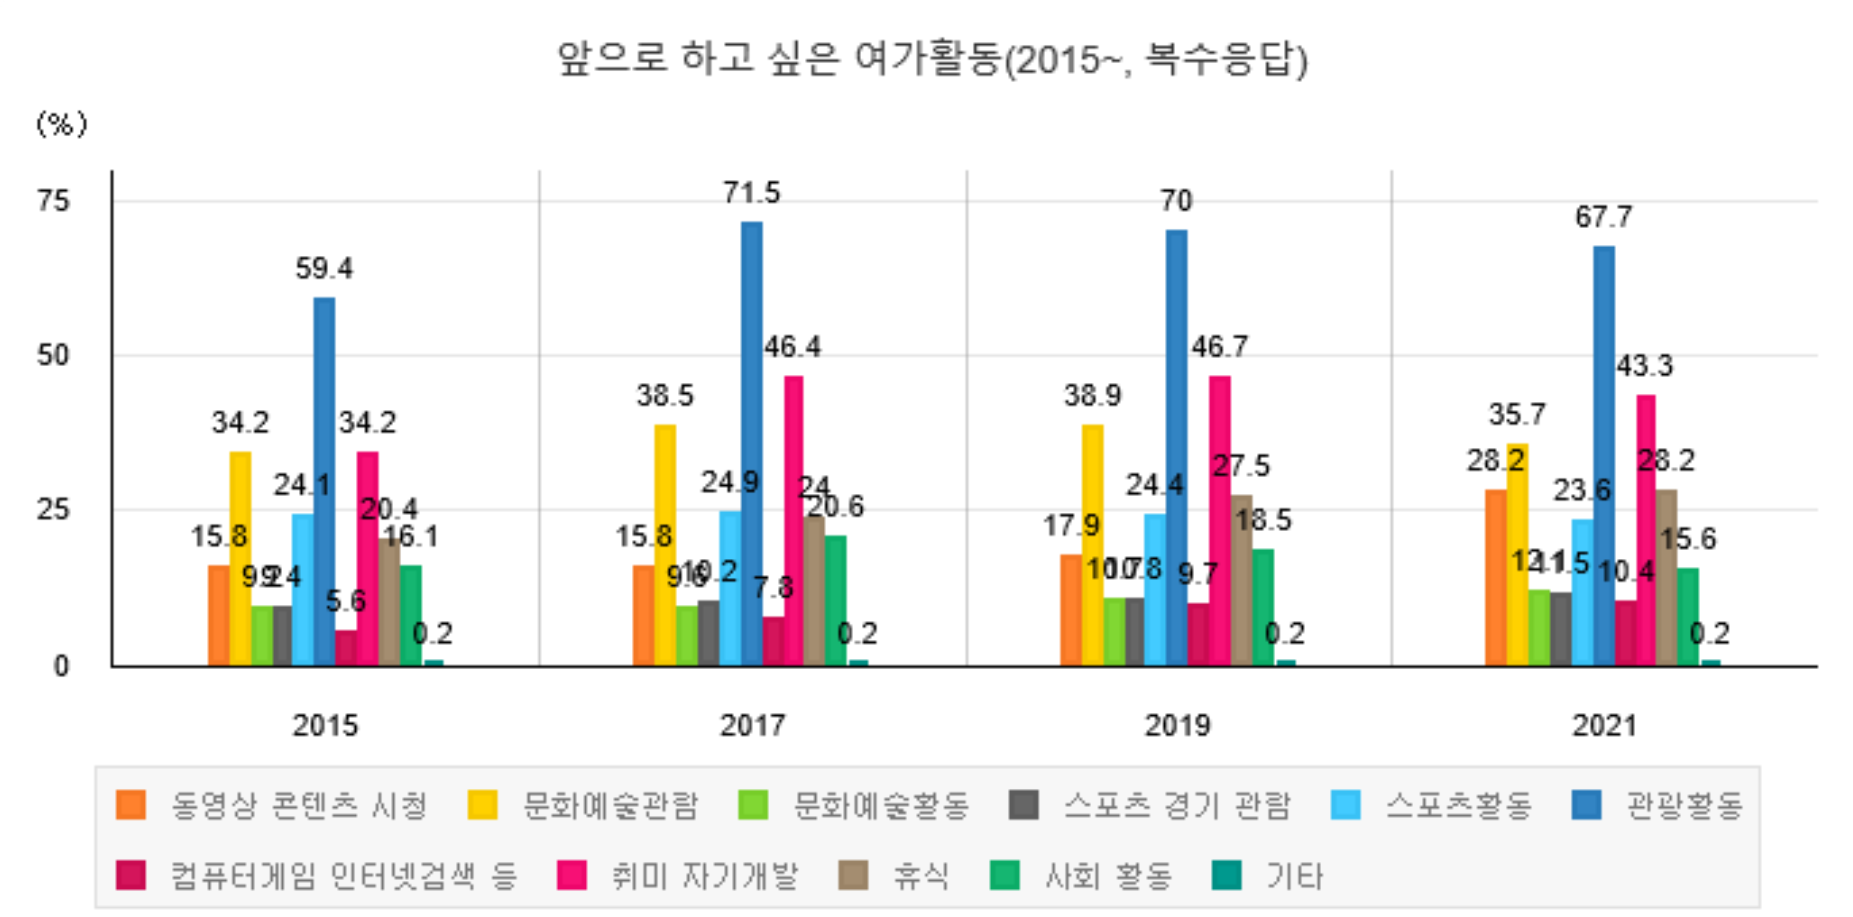 앞으로 하고 싶은 여가활동(2015~, 복수응답)
(%)
75
50
25
0
15.8 34.2 24.1 59.4 5.6 34.2 20.4 16.1 0.2
15.8 38.5 10.2 24.9 71.5 7.8 46.4 24 20.6 0.2
17.9 38.9 24.4 70 9.7 46.7 27.5 18.5 0.2
28.2 35.7 11.5 23.6 67.7 10.4 43.3 28.2 15.6 0.2
2015 2017 2019 2021
동영상 콘텐츠 시청 문화예술관람 문화예술활동 스포츠 경기 관람 스포츠활동 관광활동
컴퓨터게임 인터넷검색 등 취미 자기개발 휴식 사회 활동 기타